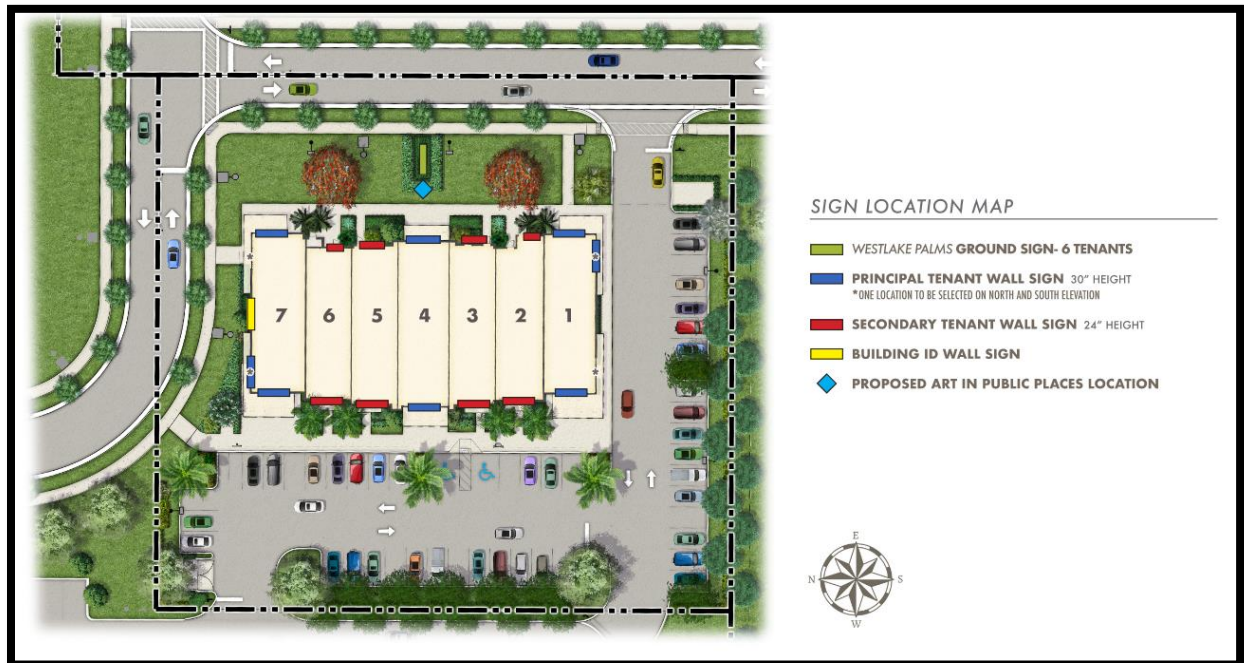 7 6 5 4 3 2 1
SIGN LOCATION MAP
WESTLAKE PALMS GROUND SIGN- 6 TENANTS
PRINCIPAL TENANT WALL SIGN 30" HEIGHT
*ONE LOCATION TO BE SELECTED ON NORTH AND SOUTH ELEVATION
SECONDARY TENANT WALL SIGN 24" HEIGHT
BUILDING ID WALL SIGN
PROPOSED ART IN PUBLIC PLACES LOCATION
E
N S
W